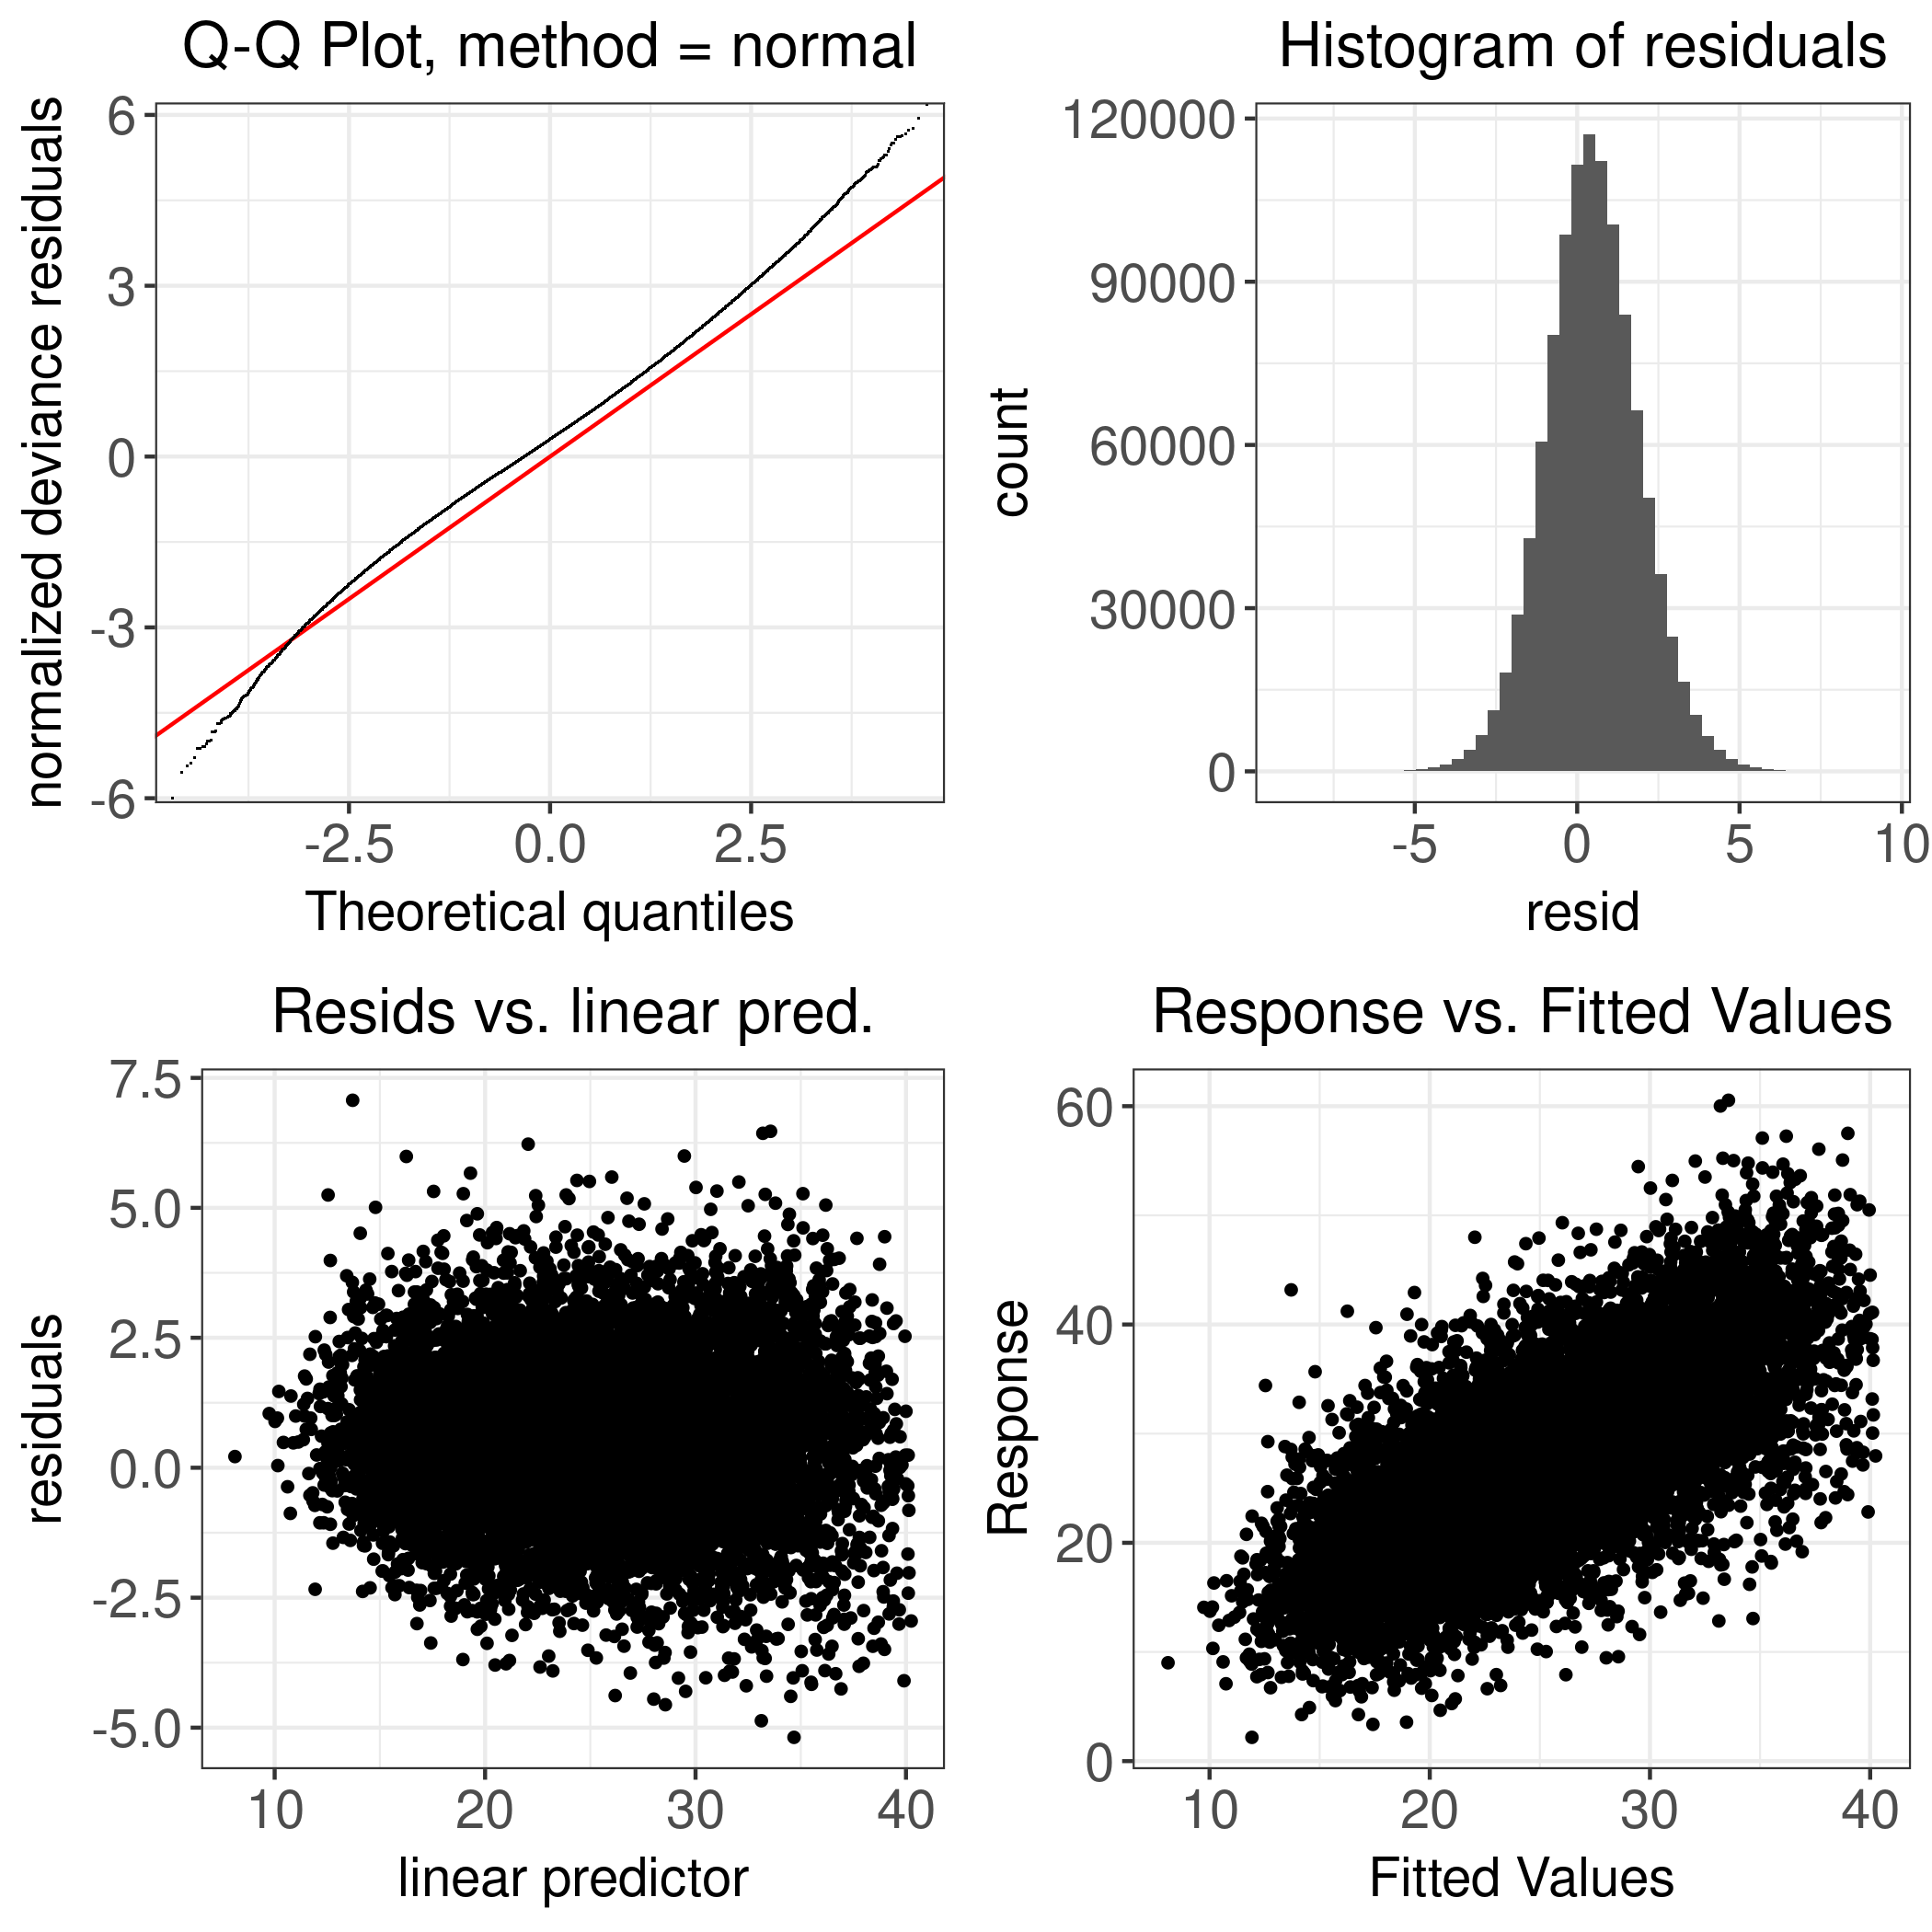 Q-Q Plot, method = normal
normalized deviance residuals
6
3
0
-3
-6
-2.5
0.0
2.5
Theoretical quantiles
Histogram of residuals
count
120000
90000
60000
30000
0
-5
0
5
10
resid
Resids vs. linear pred.
residuals
7.5
5.0
2.5
0.0
-2.5
-5.0
10
20
30
40
linear predictor
Response vs. Fitted Values
Response
60
40
20
0
10
20
30
40
Fitted Values